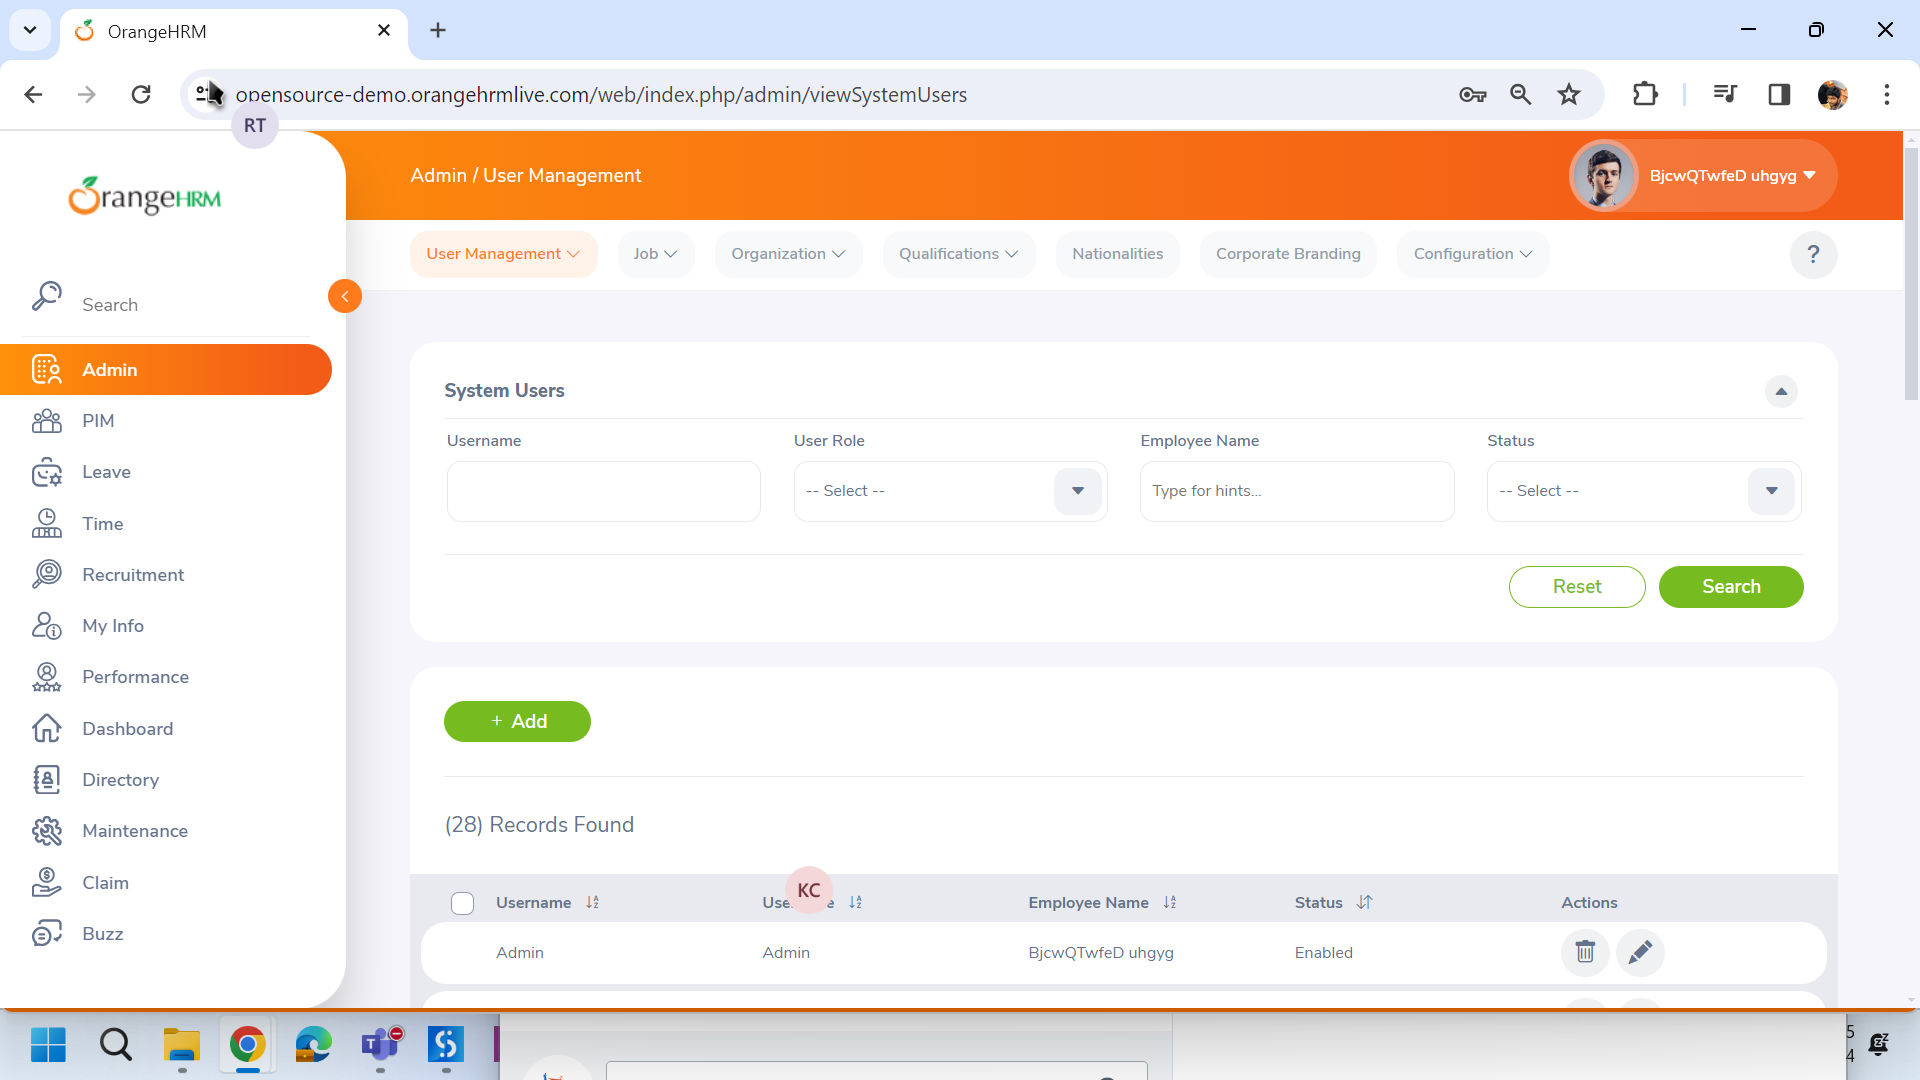 OrangeHRM
opensource-demo.orangehrmlive.com/web/index.php/admin/viewSystemUsers
RT
OrangeHRM
Admin / User Management
BjcwQTwfeD uhgyg
User Management
Job
Organization
Qualifications
Nationalities
Corporate Branding
Configuration
?
Search
Admin
PIM
Leave
Time
Recruitment
My Info
Performance
Dashboard
Directory
Maintenance
Claim
Buzz
System Users
Username
User Role
Employee Name
Status
-- Select --
Type for hints...
-- Select --
Reset
Search
+ Add
(28) Records Found
KC
Username
Employee Name
Status
Actions
Admin
Admin
BjcwQTwfeD uhgyg
Enabled
5
4